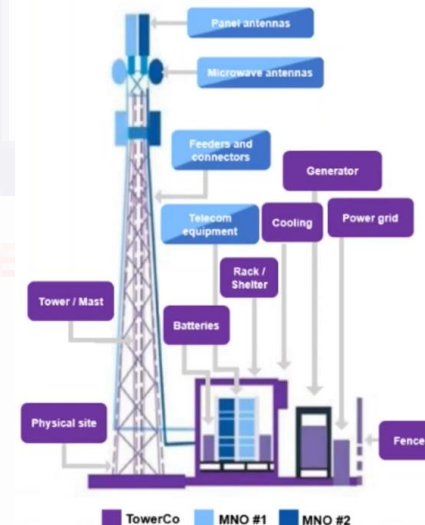 Panel antennas
Microwave antennas
Feeders and
connectors
Generator
Telecom
equipment
Cooling
Power grid
Rack /
Shelter
Tower / Mast
Batteries
Physical site
Fence
TowerCo
MNO #1
MNO #2